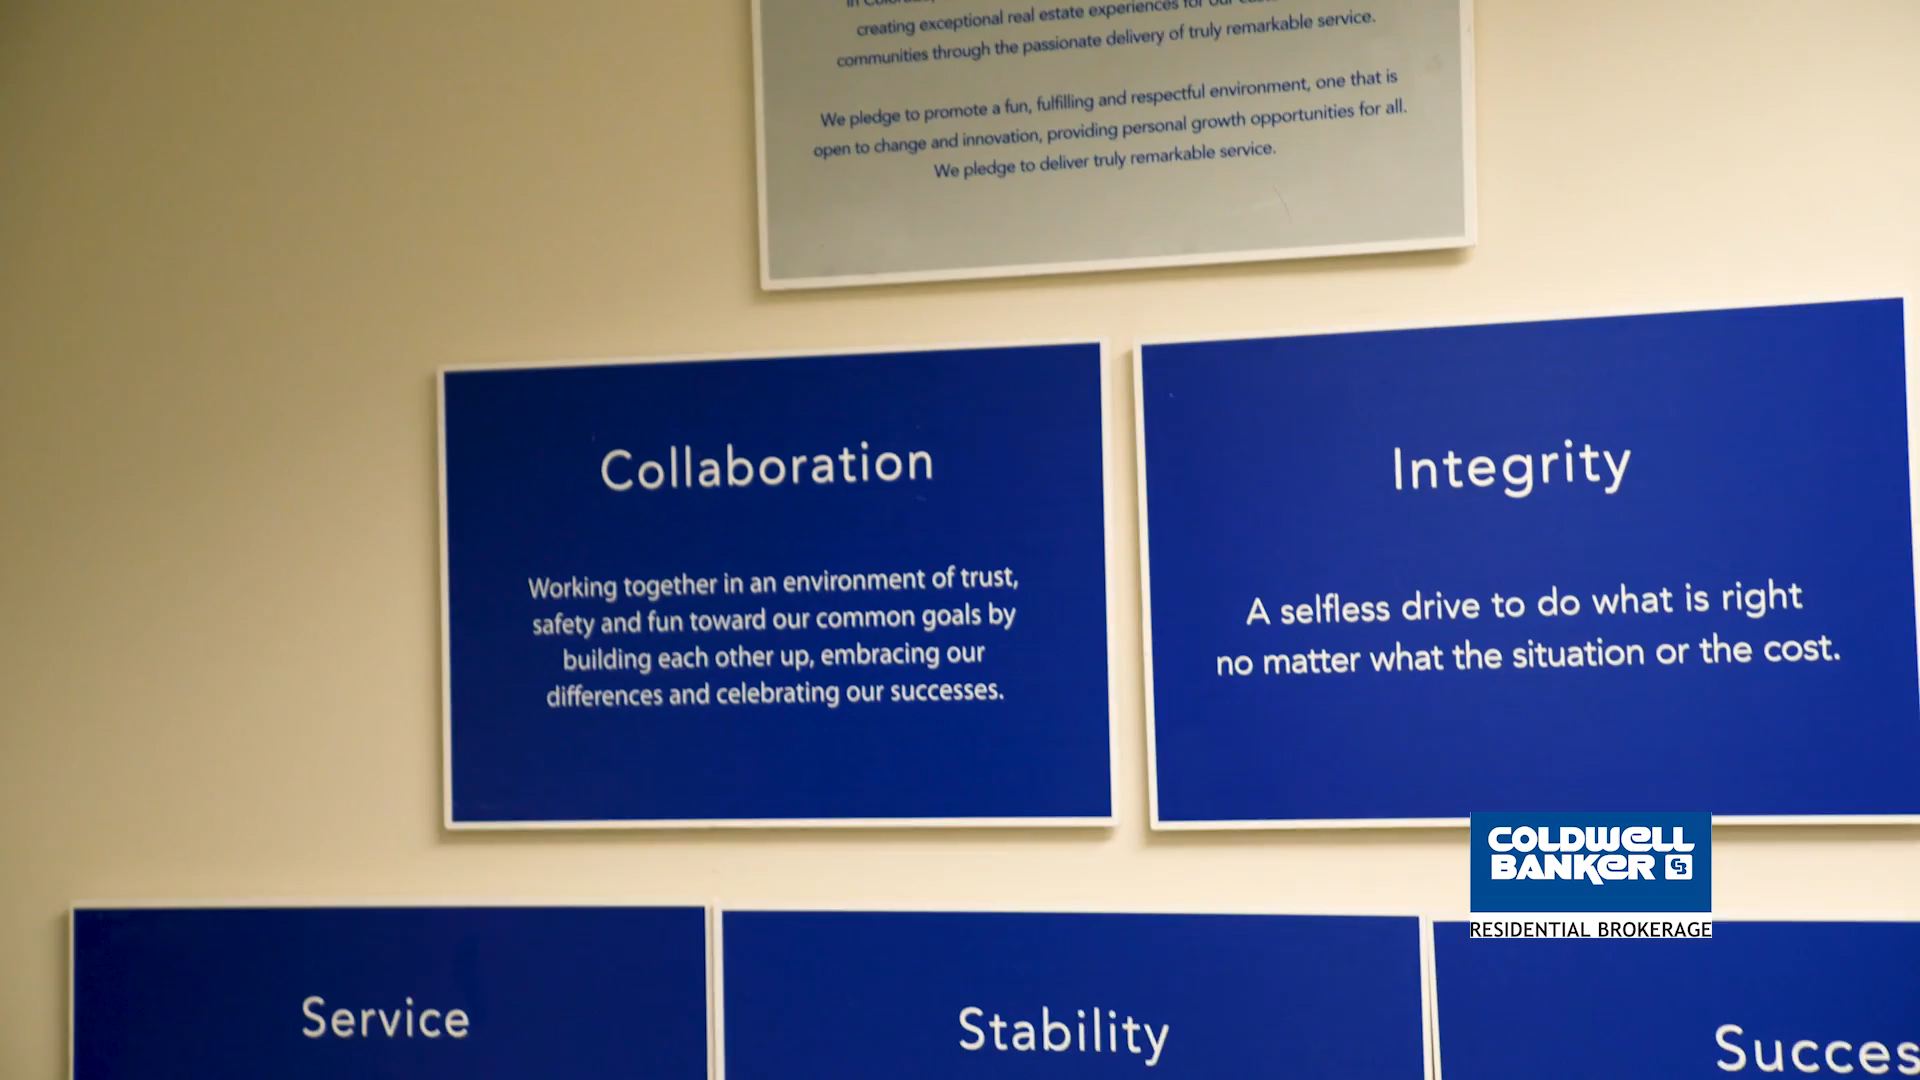 creating exceptional real estate experiences for our
communities through the passionate delivery of truly remarkable service.
We pledge to promote a fun, fulfilling and respectful environment, one that is
open to change and innovation, providing personal growth opportunities for all.
We pledge to deliver truly remarkable service.
Collaboration
Working together in an environment of trust,
safety and fun toward our common goals by
building each other up, embracing our
differences and celebrating our successes.
Integrity
A selfless drive to do what is right
no matter what the situation or the cost.
COLDWELL
BANKER CB
RESIDENTIAL BROKERAGE
Service
Stability
Succes